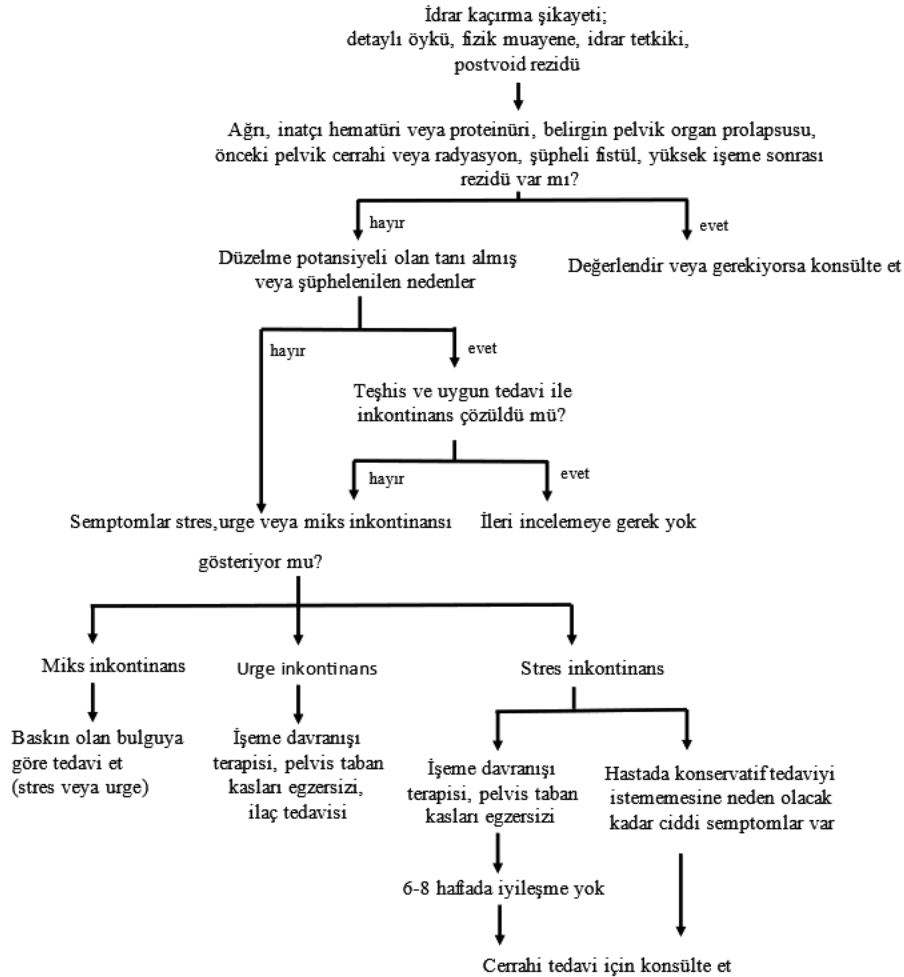 İdrar kaçırma şikayeti;
detaylı öykü, fizik muayene, idrar tetkiki,
postvoid rezidü
Ağrı, inatçı hematüri veya proteinüri, belirgin pelvik organ prolapsusu,
önceki pelvik cerrahi veya radyasyon, şüpheli fistül, yüksek işeme sonrası
rezidü var mı?
hayır
evet
Düzelme potansiyeli olan tanı almış
veya şüphelenilen nedenler
Değerlendir veya gerekiyorsa konsülte et
hayır
evet
Teşhis ve uygun tedavi ile
inkontinans çözüldü mü?
hayır
evet
Semptomlar stres,urge veya miks inkontinansı
gösteriyor mu?
İleri incelemeye gerek yok
Miks inkontinans
Urge inkontinans
Stres inkontinans
Baskın olan bulguya
göre tedavi et
(stres veya urge)
İşeme davranışı
terapisi, pelvis taban
kasları egzersizi,
ilaç tedavisi
İşeme davranışı
terapisi, pelvis taban
kasları egzersizi
Hastada konservatif tedaviyi
istememesine neden olacak
kadar ciddi semptomlar var
6-8 haftada iyileşme yok
Cerrahi tedavi için konsülte et